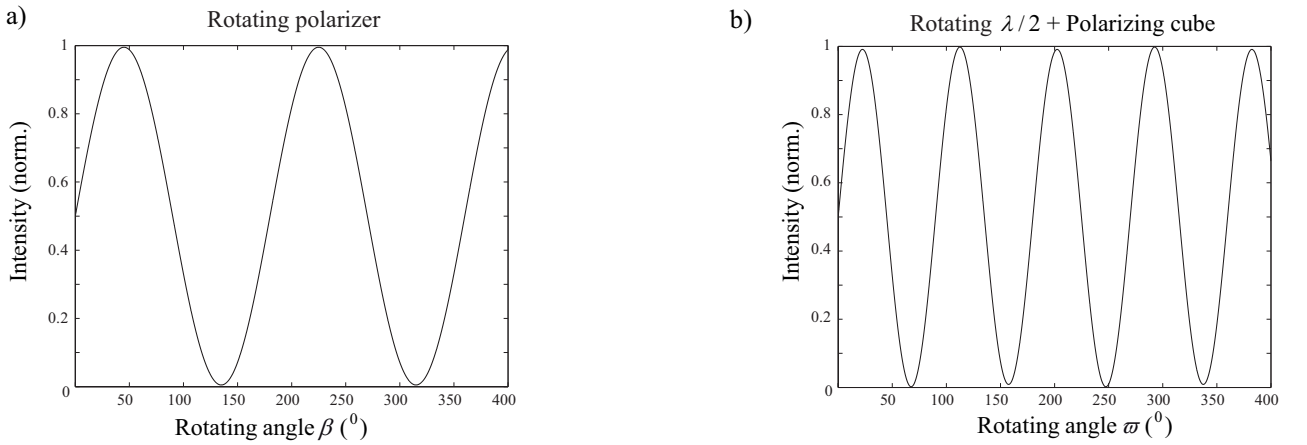 a)
Rotating polarizer
1
0.8
0.6
0.4
0.2
0
Intensity (norm.)
50 100 150 200 250 300 350 400
Rotating angle β (⁰)
b)
Rotating λ / 2 + Polarizing cube
1
0.8
0.6
0.4
0.2
0
Intensity (norm.)
50 100 150 200 250 300 350 400
Rotating angle ϖ (⁰)